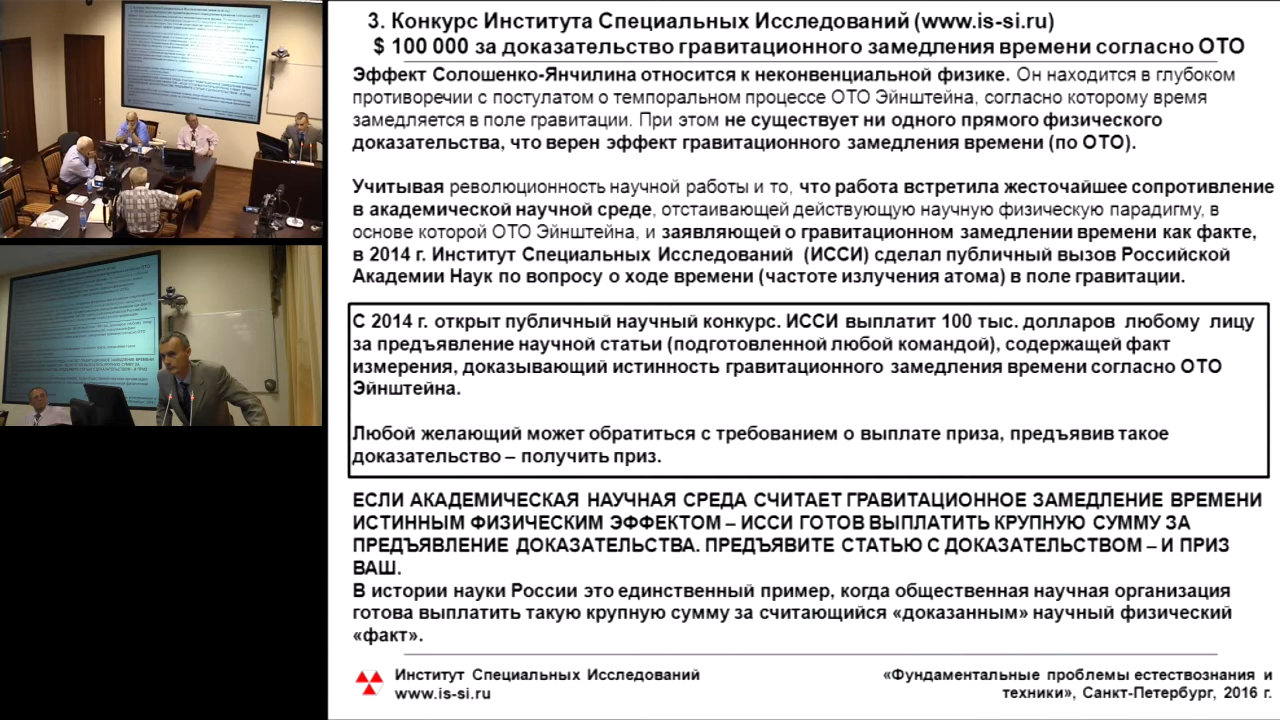 3. Конкурс Института Специальных Исследований (www.is-si.ru)
$ 100 000 за доказательство гравитационного замедления времени согласно ОТО
Эффект Солошенко-Янчилина относится к неконвенциональной физике. Он находится в глубоком
противоречии с постулатом о темпоральном процессе ОТО Эйнштейна, согласно которому время
замедляется в поле гравитации. При этом не существует ни одного прямого физического
доказательства, что верен эффект гравитационного замедления времени (по ОТО).
Учитывая революционность научной работы и то, что работа встретила жесточайшее сопротивление
в академической научной среде, отстаивающей действующую научную физическую парадигму, в
основе которой ОТО Эйнштейна, и заявляющей о гравитационном замедлении времени как факте,
в 2014 г. Институт Специальных Исследований (ИССИ) сделал публичный вызов Российской
Академии Наук по вопросу о ходе времени (частоте излучения атома) в поле гравитации.
С 2014 г. открыт публичный научный конкурс. ИССИ выплатит 100 тыс. долларов любому лицу
за предъявление научной статьи (подготовленной любой командой), содержащей факт
измерения, доказывающий истинность гравитационного замедления времени согласно ОТО
Эйнштейна.
Любой желающий может обратиться с требованием о выплате приза, предъявив такое
доказательство – получить приз.
ЕСЛИ АКАДЕМИЧЕСКАЯ НАУЧНАЯ СРЕДА СЧИТАЕТ ГРАВИТАЦИОННОЕ ЗАМЕДЛЕНИЕ ВРЕМЕНИ
ИСТИННЫМ ФИЗИЧЕСКИМ ЭФФЕКТОМ – ИССИ ГОТОВ ВЫПЛАТИТЬ КРУПНУЮ СУММУ ЗА
ПРЕДЪЯВЛЕНИЕ ДОКАЗАТЕЛЬСТВА. ПРЕДЪЯВИТЕ СТАТЬЮ С ДОКАЗАТЕЛЬСТВОМ – И ПРИЗ
ВАШ.
В истории науки России это единственный пример, когда общественная научная организация
готова выплатить такую крупную сумму за считающийся «доказанным» научный физический
«факт».
Институт Специальных Исследований
www.is-si.ru
«Фундаментальные проблемы естествознания и
техники», Санкт-Петербург, 2016 г.